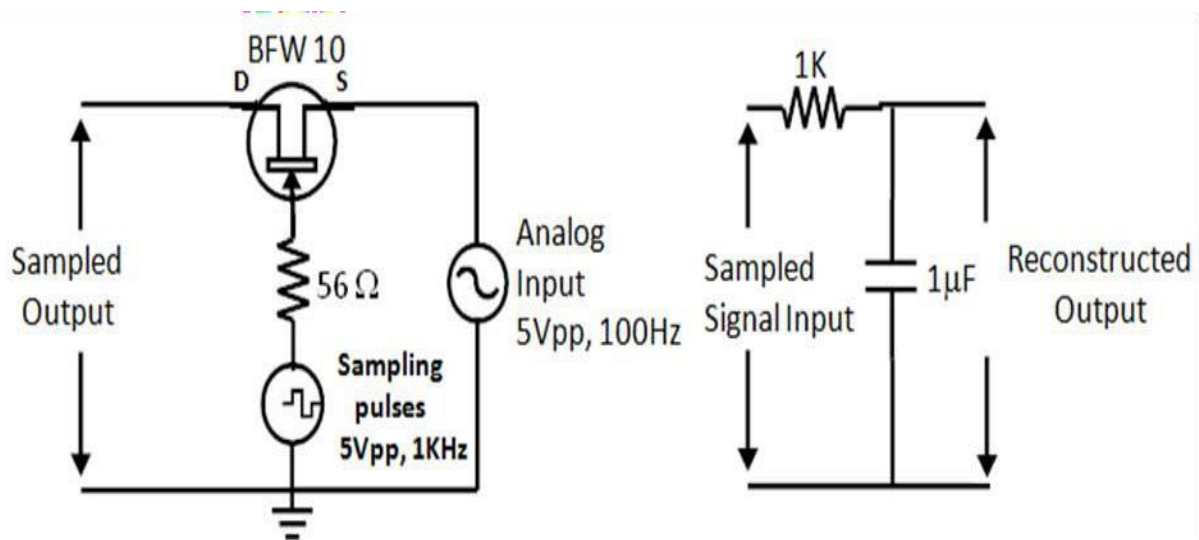 BFW 10
D
S
Sampled
Output
56 Ω
Sampling
pulses
5Vpp, 1KHz
Analog
Input
5Vpp, 100Hz
1K
Sampled
Signal Input
1μF
Reconstructed
Output